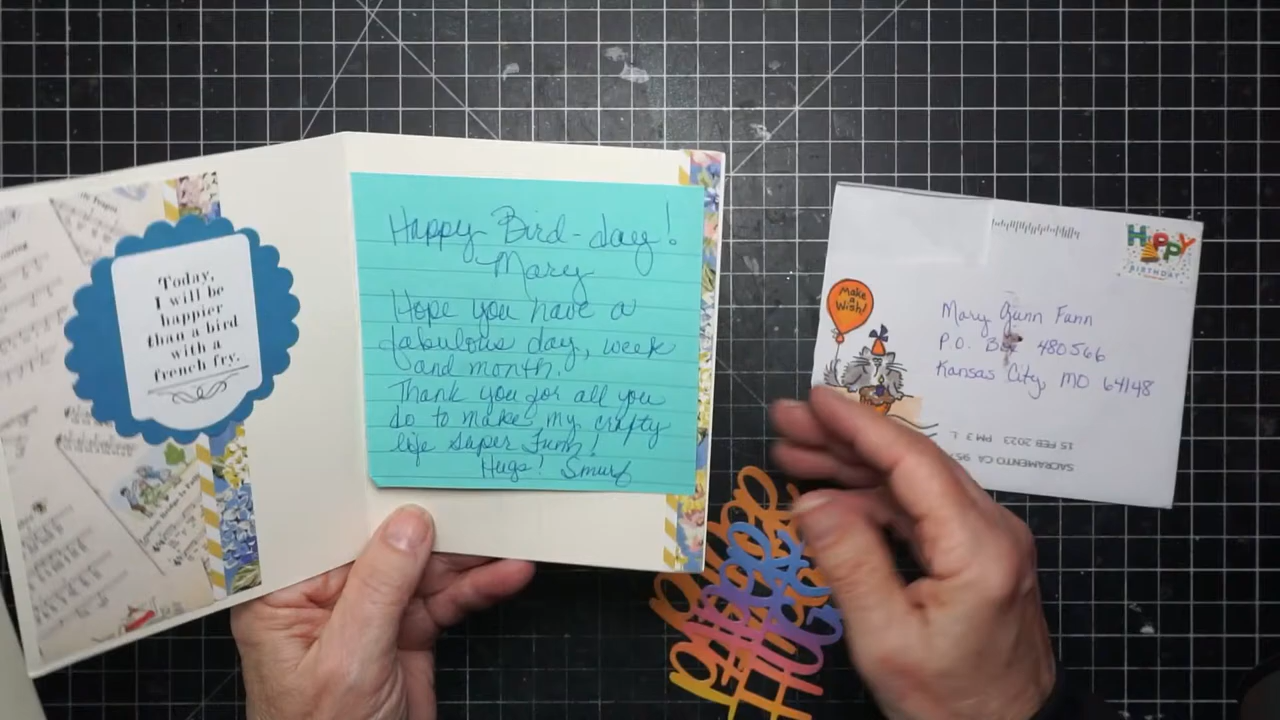 Today,
I will be
happier
than a bird
with a
french fry.
Happy Bird-day!
Mary
Hope you have a
fabulous day, week
and month.
Thank you for all you
do to make my crafty
life super Funn!
Hugs! Smurf
HAPPY
BIRTHDAY
Make
a
Wish!
Mary Gunn Fann
P.O. Box 480566
Kansas City, MO 64148
SACRAMENTO CA
15 FEB 2023 PM 3 L